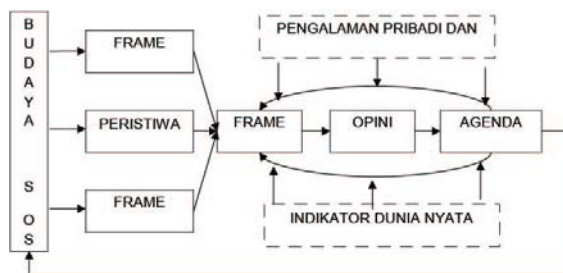 BUDAYA SOS
FRAME
PERISTIWA
FRAME
PENGALAMAN PRIBADI DAN
FRAME
OPINI
AGENDA
INDIKATOR DUNIA NYATA